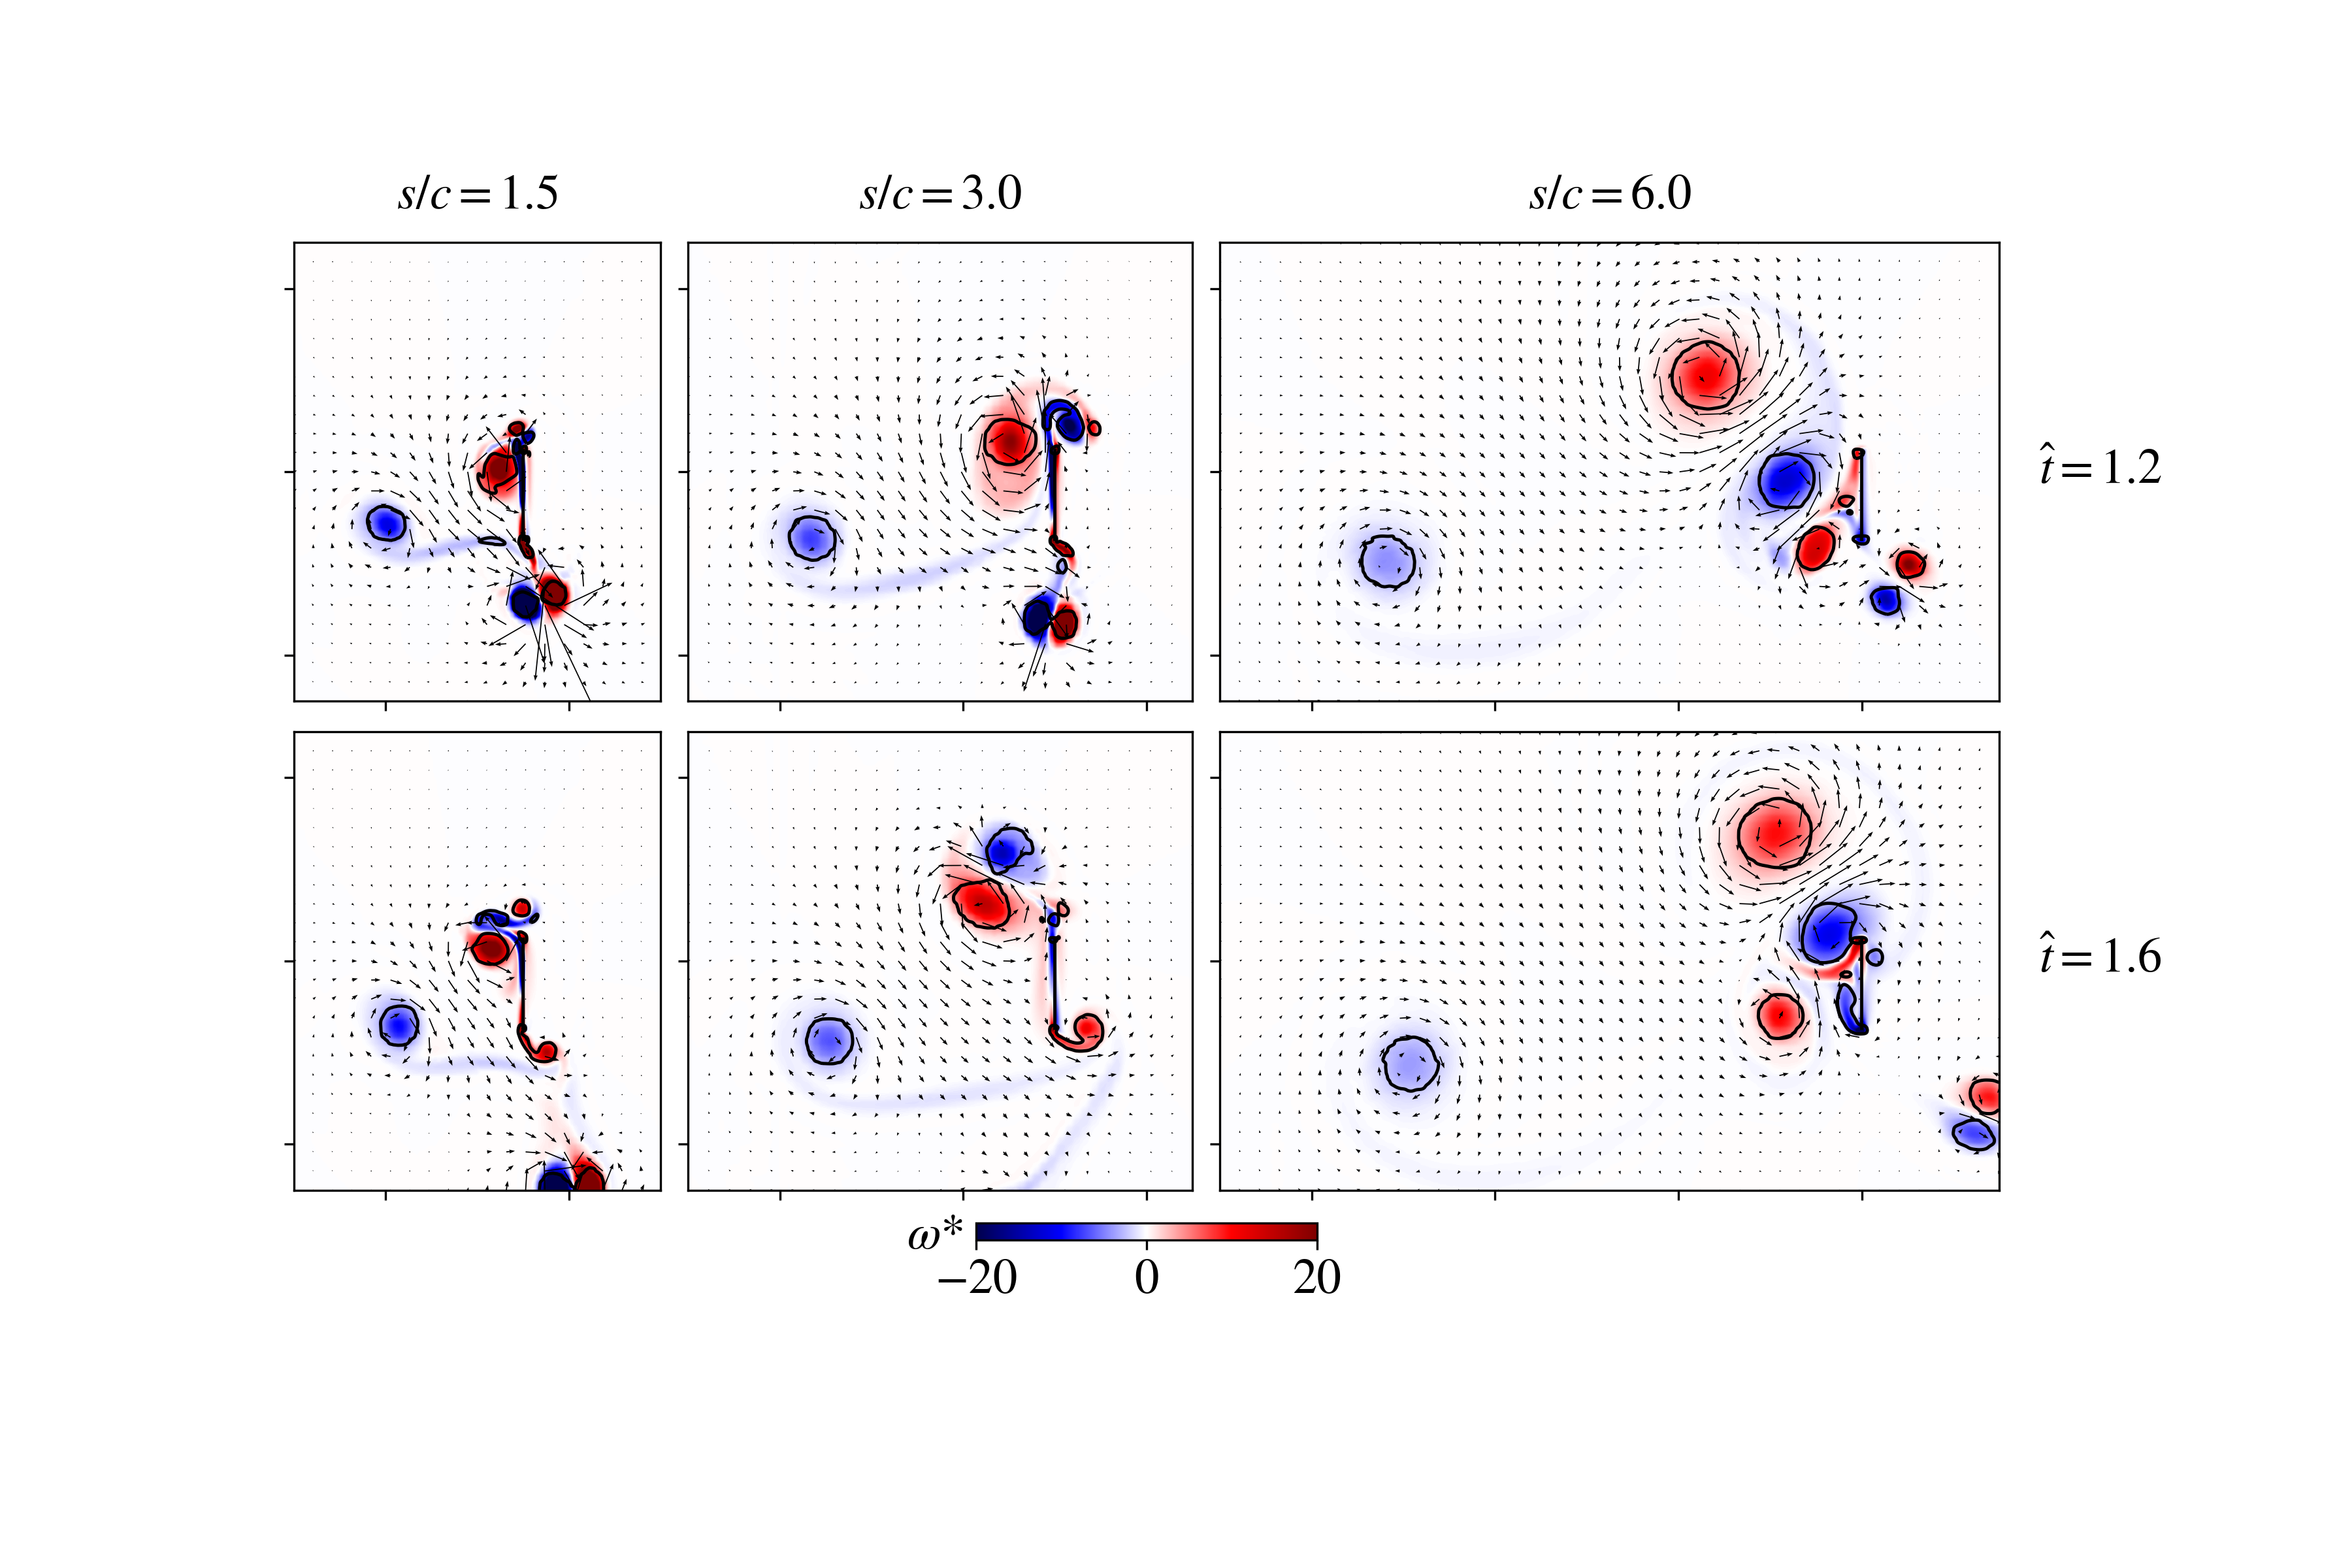 s/c = 1.5
s/c = 3.0
s/c = 6.0
t̂ = 1.2
t̂ = 1.6
ω*
−20
0
20